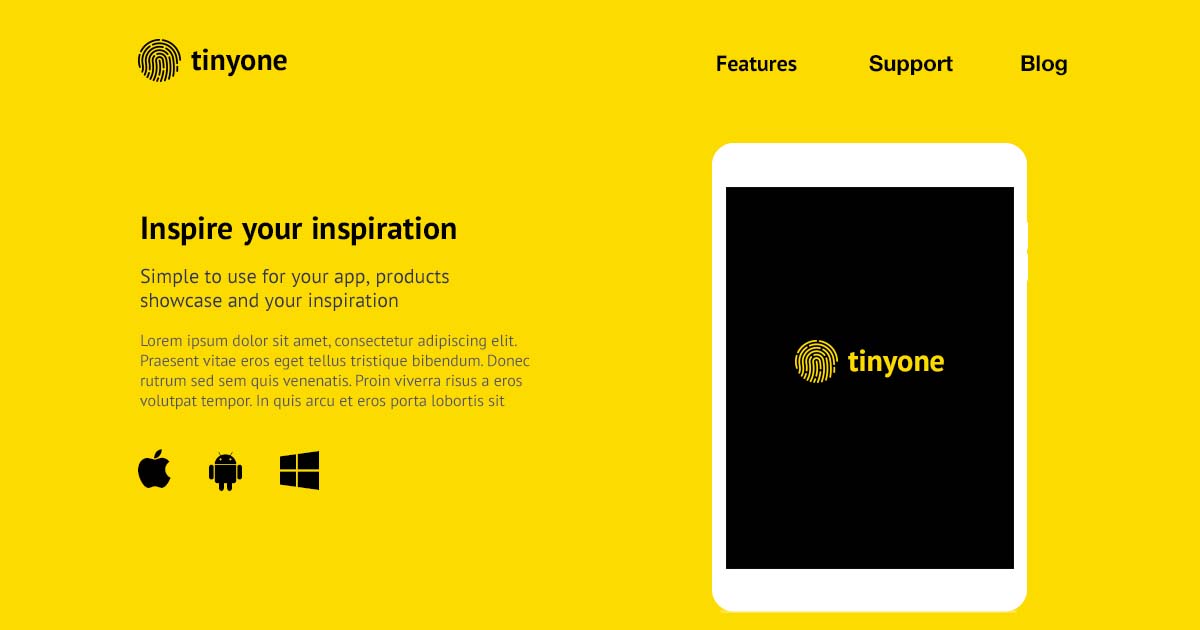 tinyone
Features Support Blog
Inspire your inspiration
Simple to use for your app, products
showcase and your inspiration
Lorem ipsum dolor sit amet, consectetur adipiscing elit.
Praesent vitae eros eget tellus tristique bibendum. Donec
rutrum sed sem quis venenatis. Proin viverra risus a eros
volutpat tempor. In quis arcu et eros porta lobortis sit
tinyone